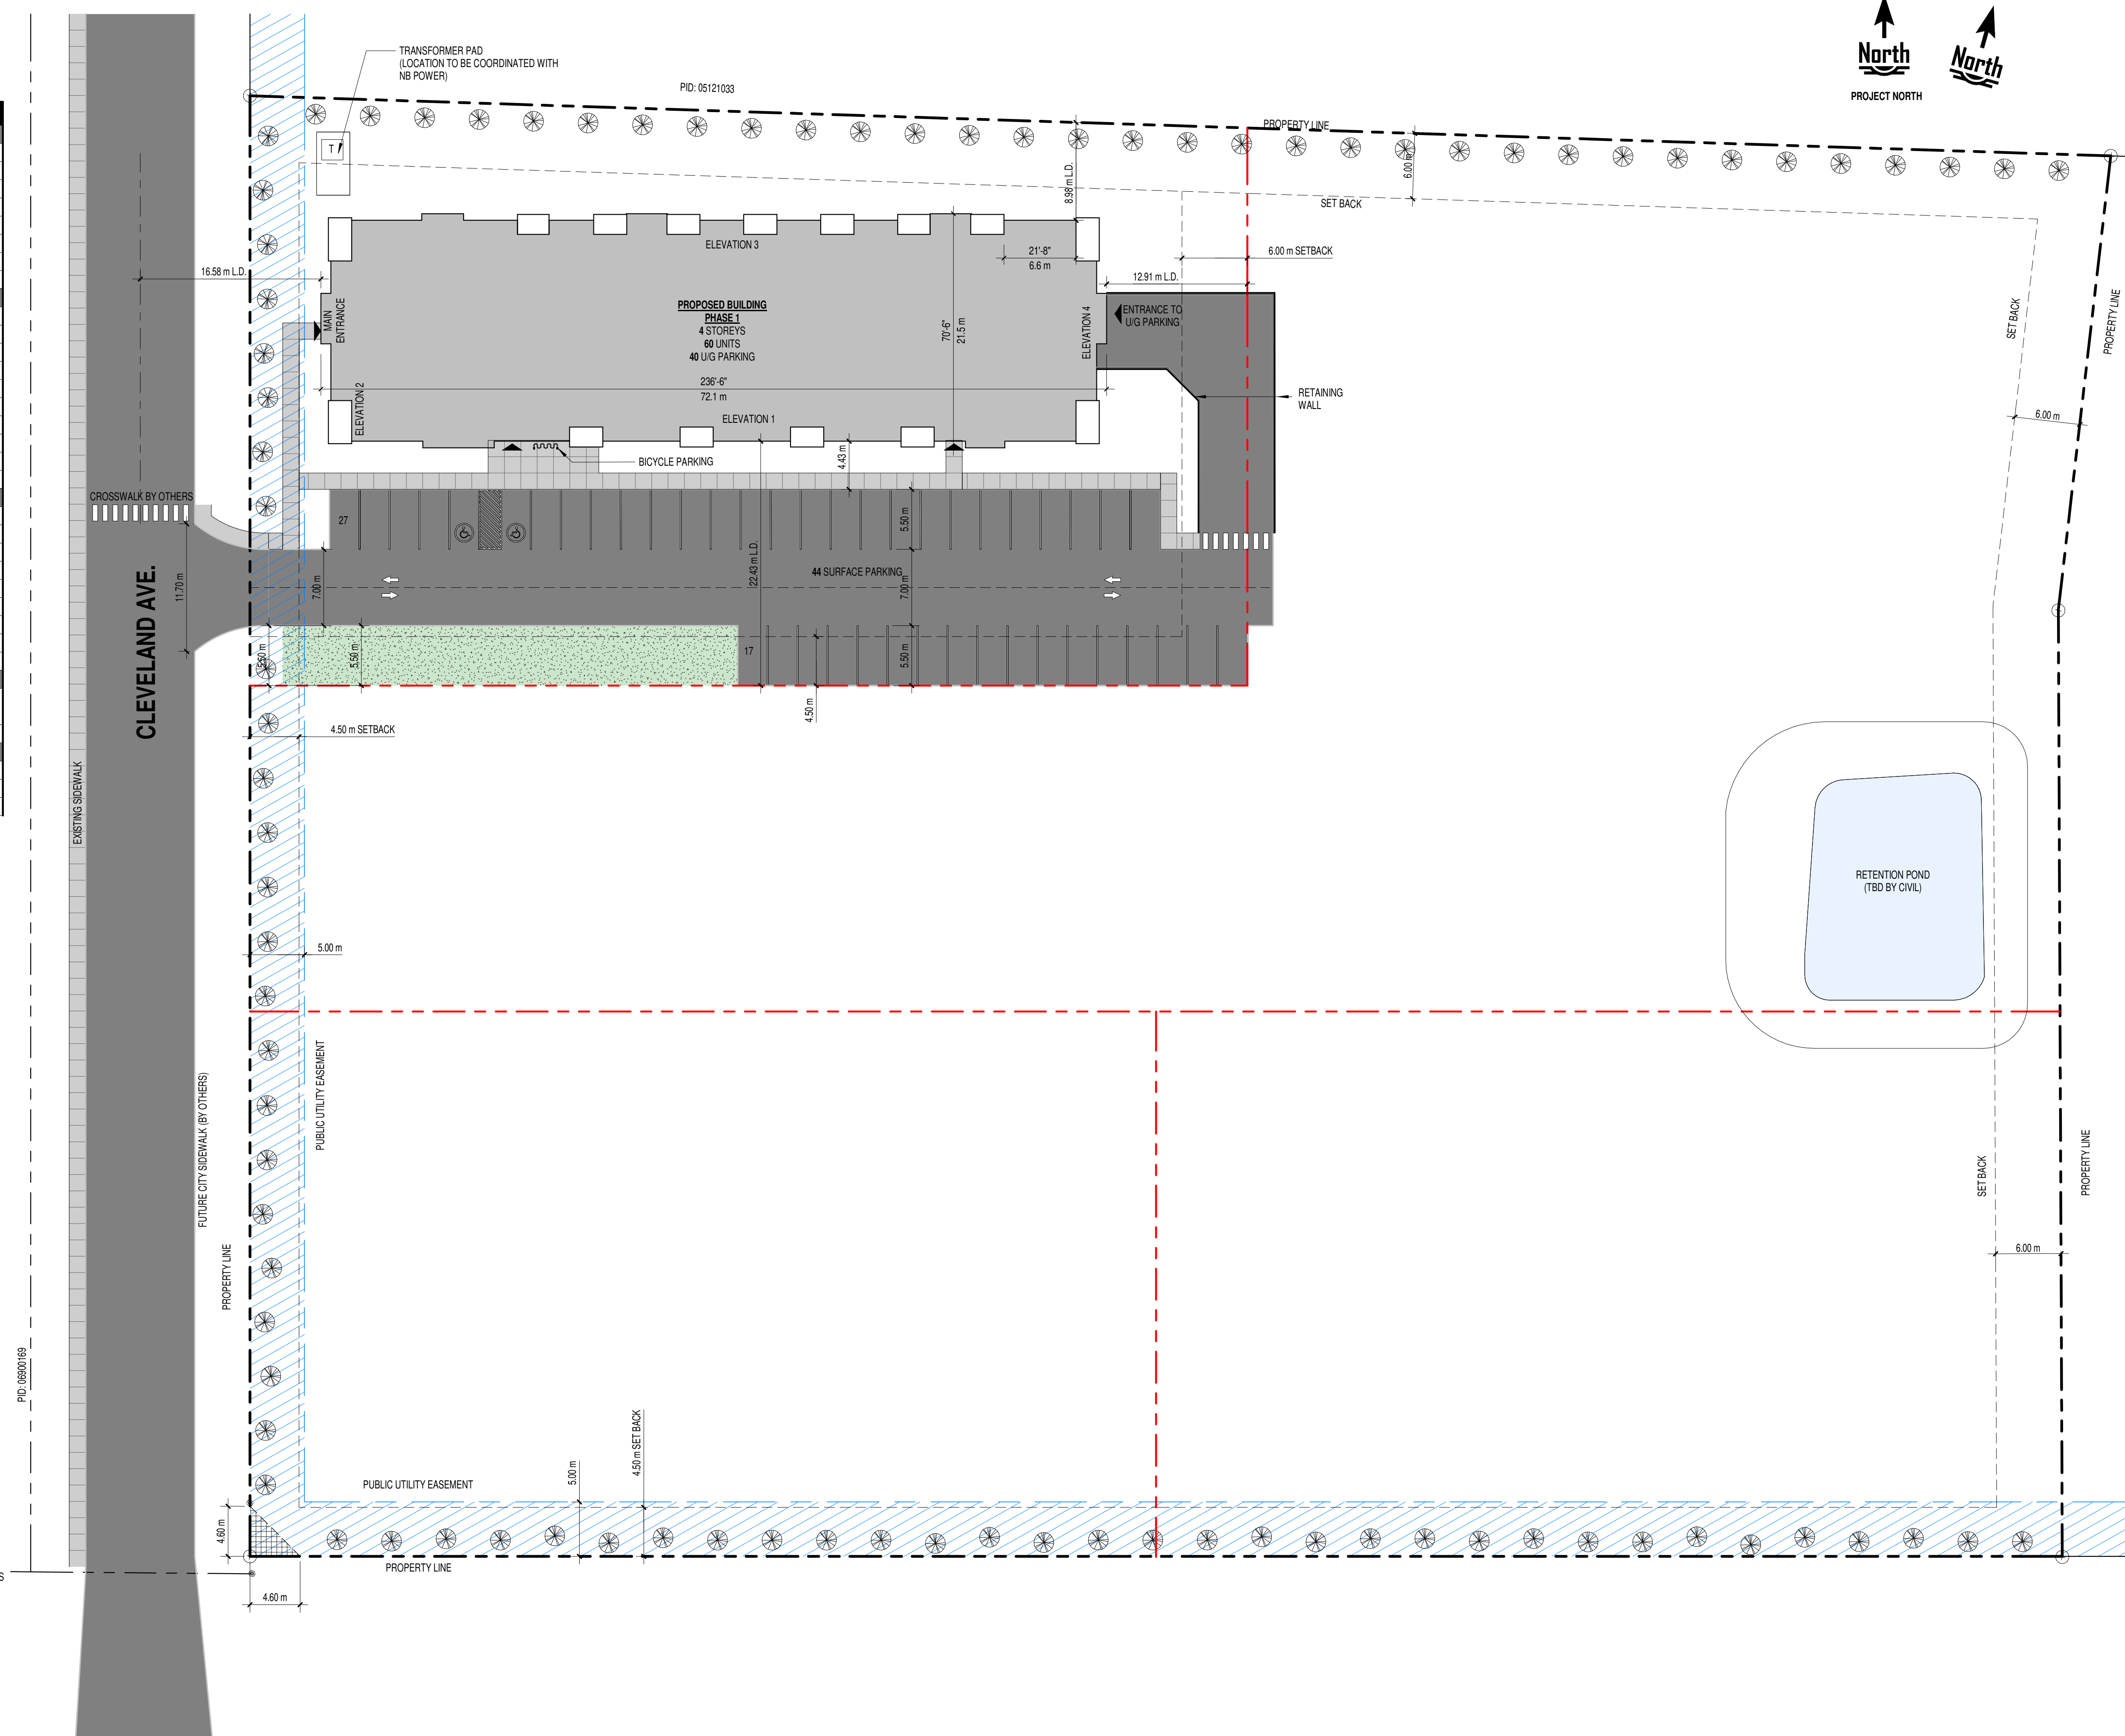 TRANSFORMER PAD
(LOCATION TO BE COORDINATED WITH
NB POWER)
T
PID: 05121033
North
PROJECT NORTH
North
PROPERTY LINE
8.98 m L.D.
6.00 m
SET BACK
ELEVATION 3
21'-8"
6.6 m
6.00 m SETBACK
16.58 m L.D.
12.91 m L.D.
MAIN
ENTRANCE
PROPOSED BUILDING
PHASE 1
4 STOREYS
60 UNITS
40 U/G PARKING
70'-6"
21.5 m
ELEVATION 4
ENTRANCE TO
U/G PARKING
SET BACK
PROPERTY LINE
236'-6"
72.1 m
ELEVATION 2
ELEVATION 1
RETAINING
WALL
6.00 m
BICYCLE PARKING
4.43 m
CROSSWALK BY OTHERS
27
5.50 m
CLEVELAND AVE.
11.70 m
7.00 m
22.43 m L.D.
44 SURFACE PARKING
7.00 m
5.50 m
5.50 m
17
5.50 m
4.50 m
4.50 m SETBACK
EXISTING SIDEWALK
RETENTION POND
(TBD BY CIVIL)
5.00 m
PUBLIC UTILITY EASEMENT
FUTURE CITY SIDEWALK (BY OTHERS)
SET BACK
PROPERTY LINE
PROPERTY LINE
6.00 m
PID: 06900169
4.50 m SET BACK
5.00 m
PUBLIC UTILITY EASEMENT
4.60 m
PROPERTY LINE
S
4.60 m